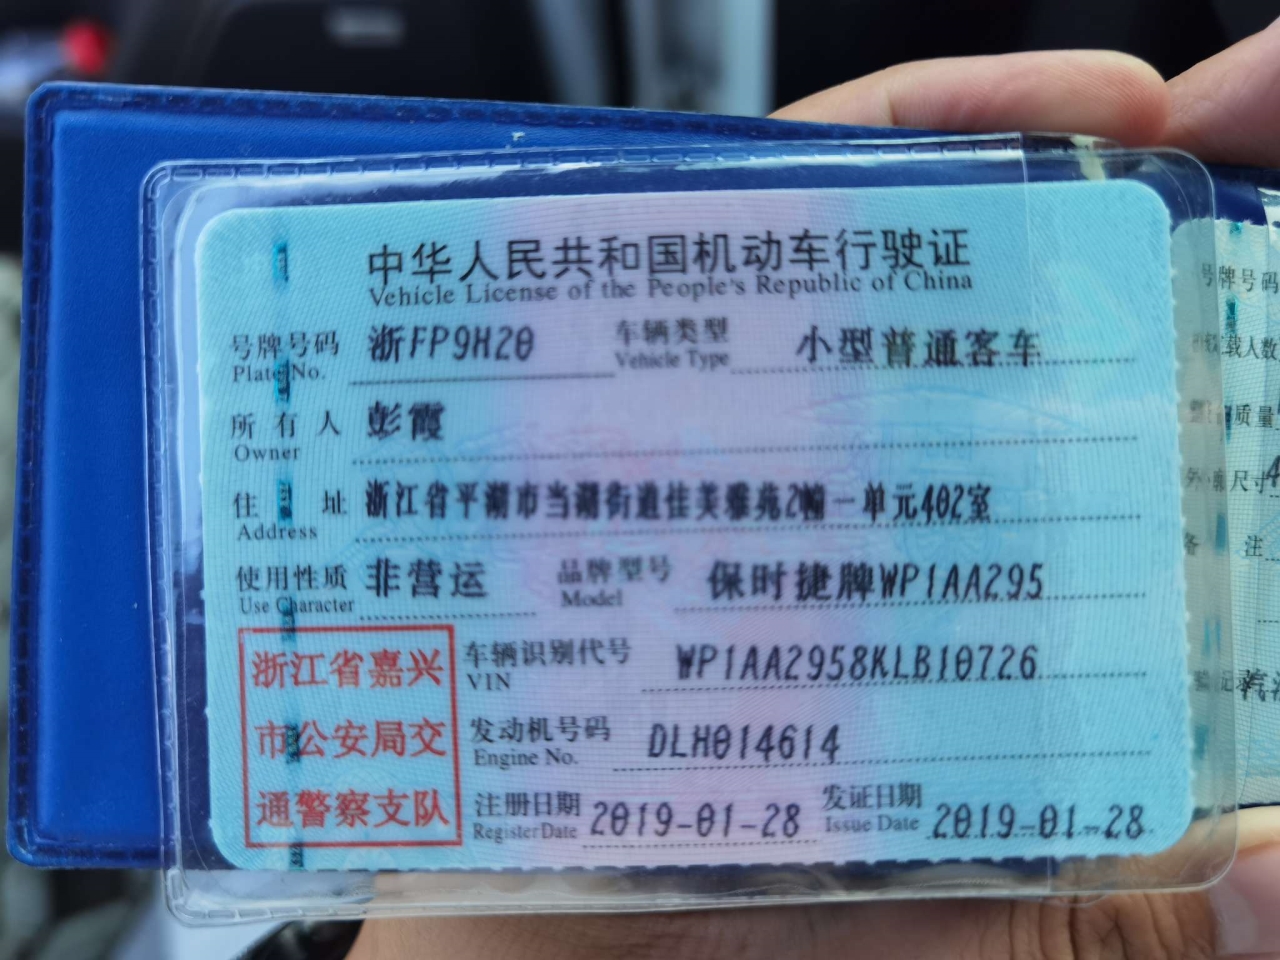 中华人民共和国机动车行驶证
Vehicle License of the People's Republic of China
号牌号码 浙FP9H20 车辆类型 小型普通客车
Plate No. Vehicle Type
所有人 彭霞
Owner
住址 浙江省平湖市当湖街道佳美雅苑2幢一单元402室
Address
使用性质 非营运 品牌型号 保时捷牌WP1AA295
Use Character Model
浙江省嘉兴
市公安局交
通警察支队
车辆识别代号 WP1AA2958KLB10726
VIN
发动机号码 DLH014614
Engine No.
注册日期 2019-01-28 发证日期 2019-01-28
Register Date Issue Date
号牌号码
载人数
质量
尺寸
注